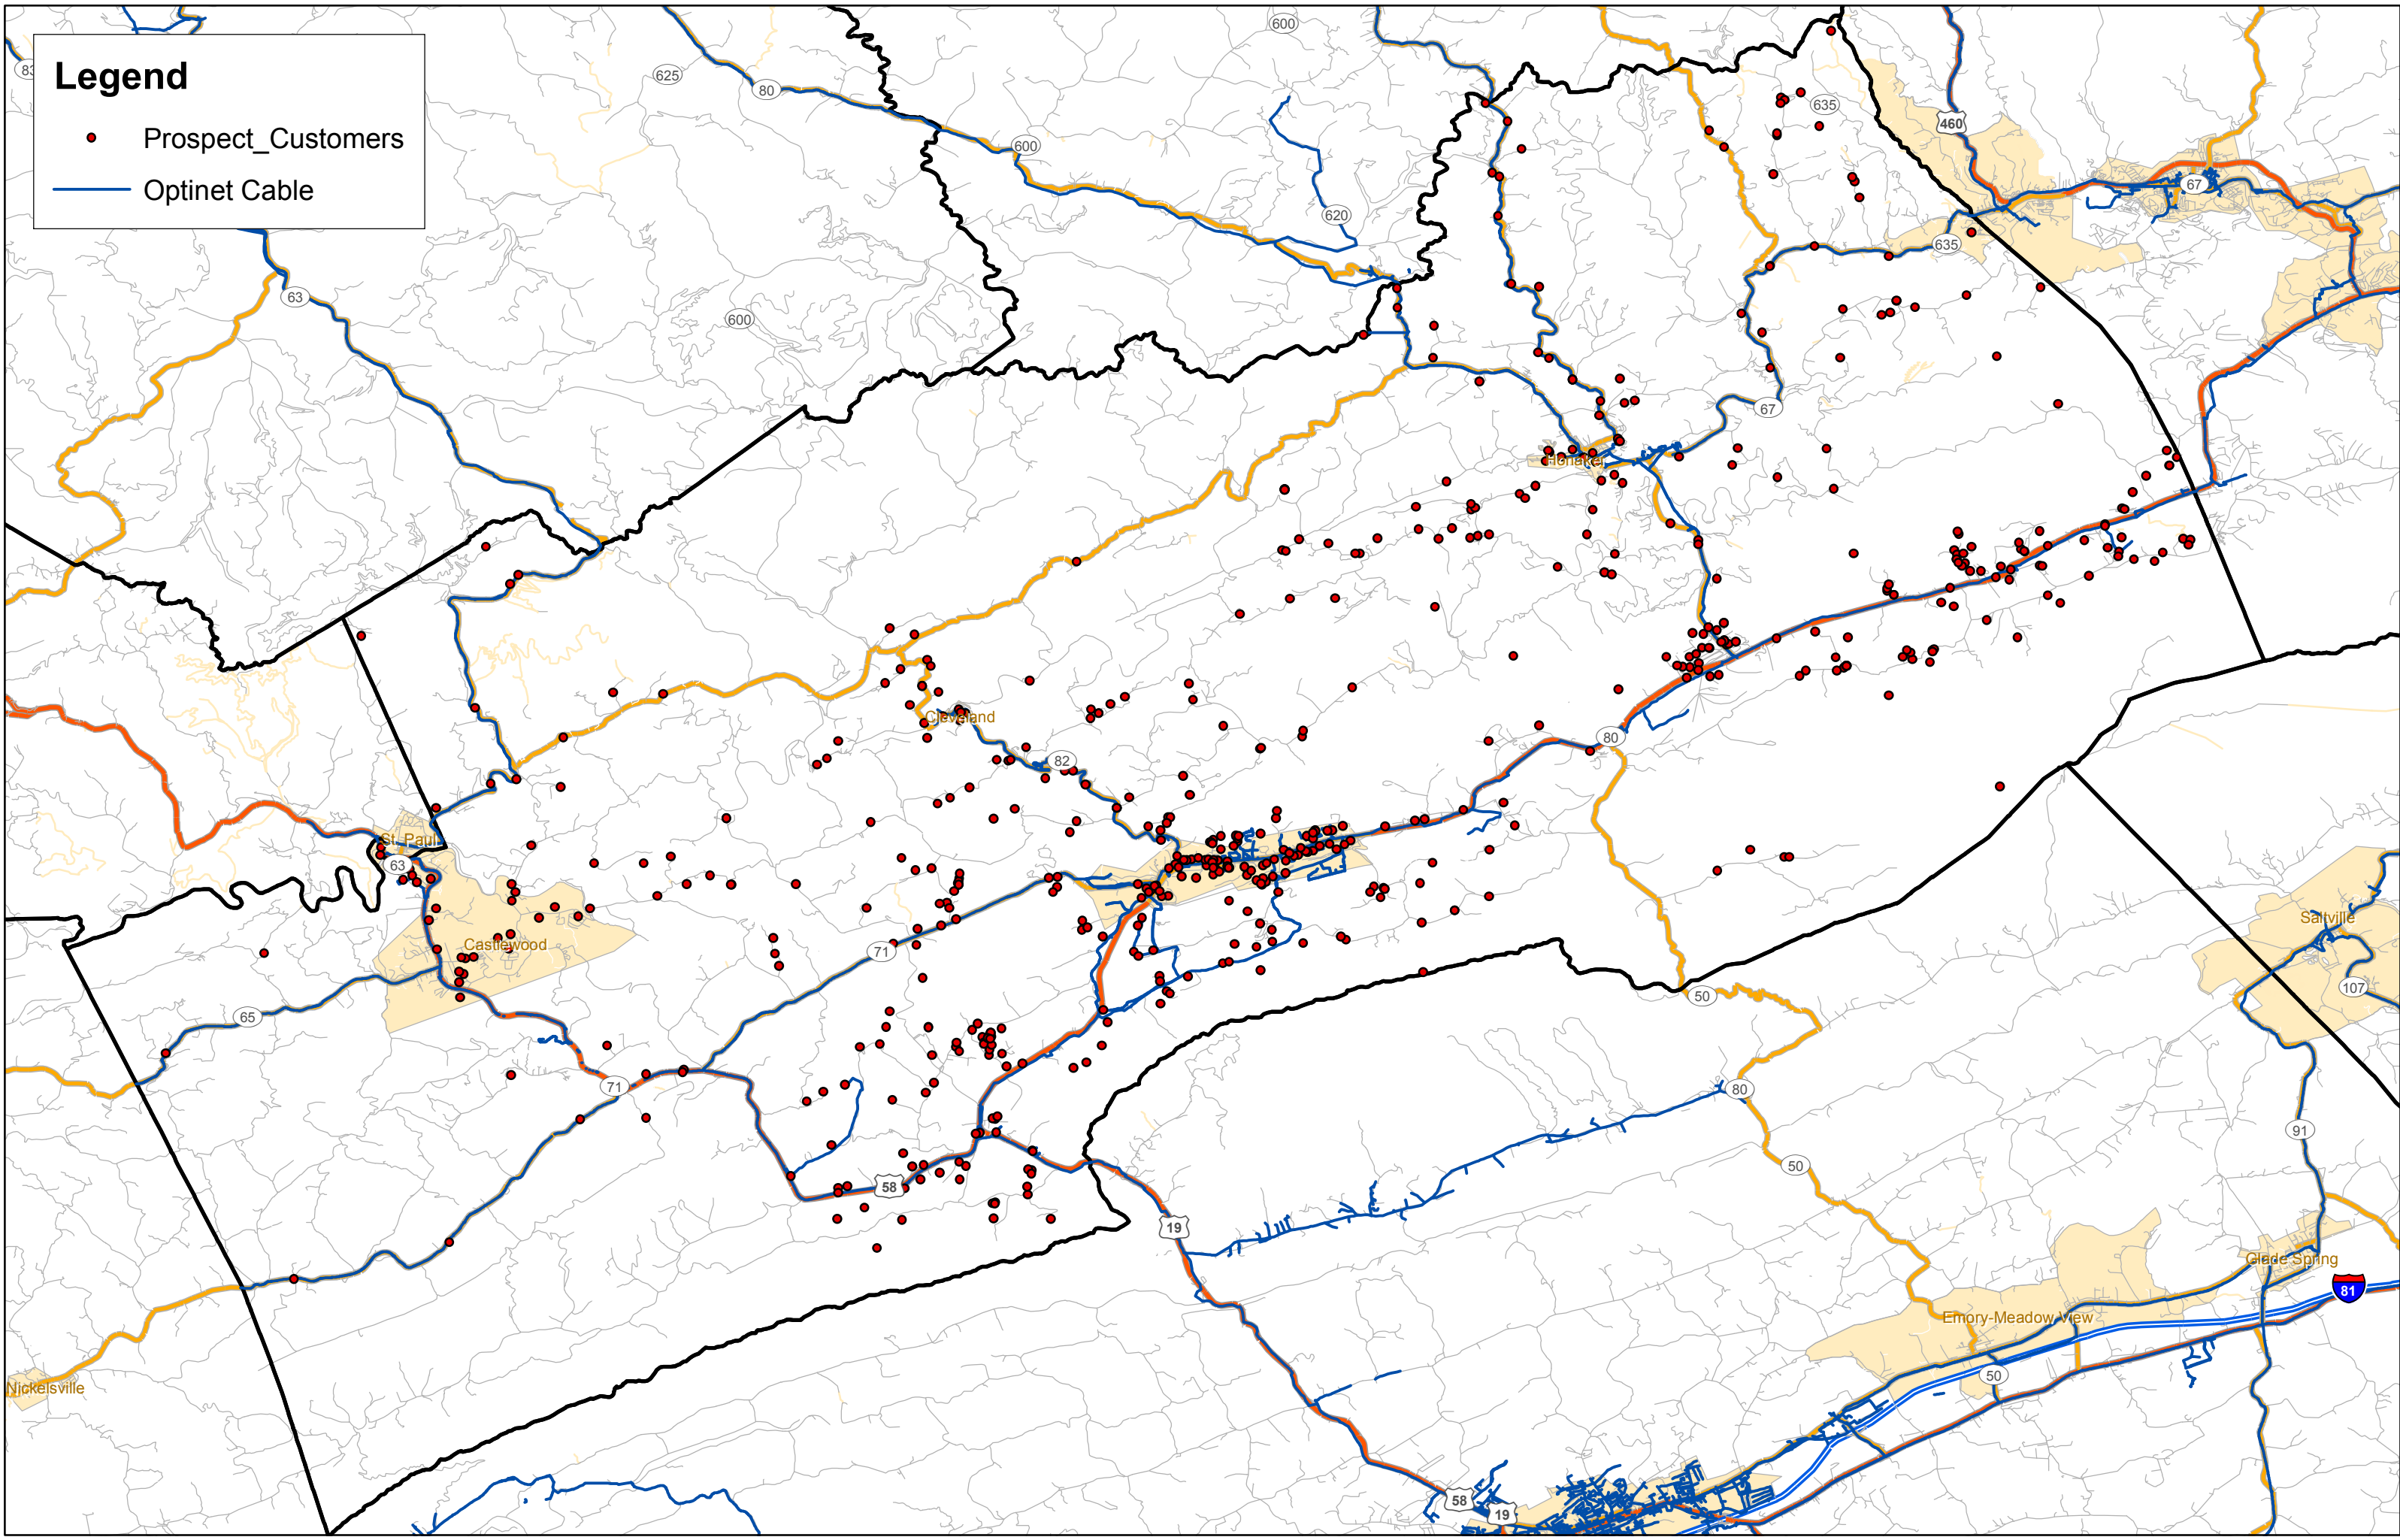 Legend
Prospect_Customers
Optinet Cable
600
625
80
635
460
600
67
620
635
63
600
67
Honaker
Cleveland
80
82
St. Paul
63
Saltville
Castlewood
71
107
50
65
71
80
91
50
58
19
Glade Spring
81
Emory-Meadow View
50
Nickelsville
58
19